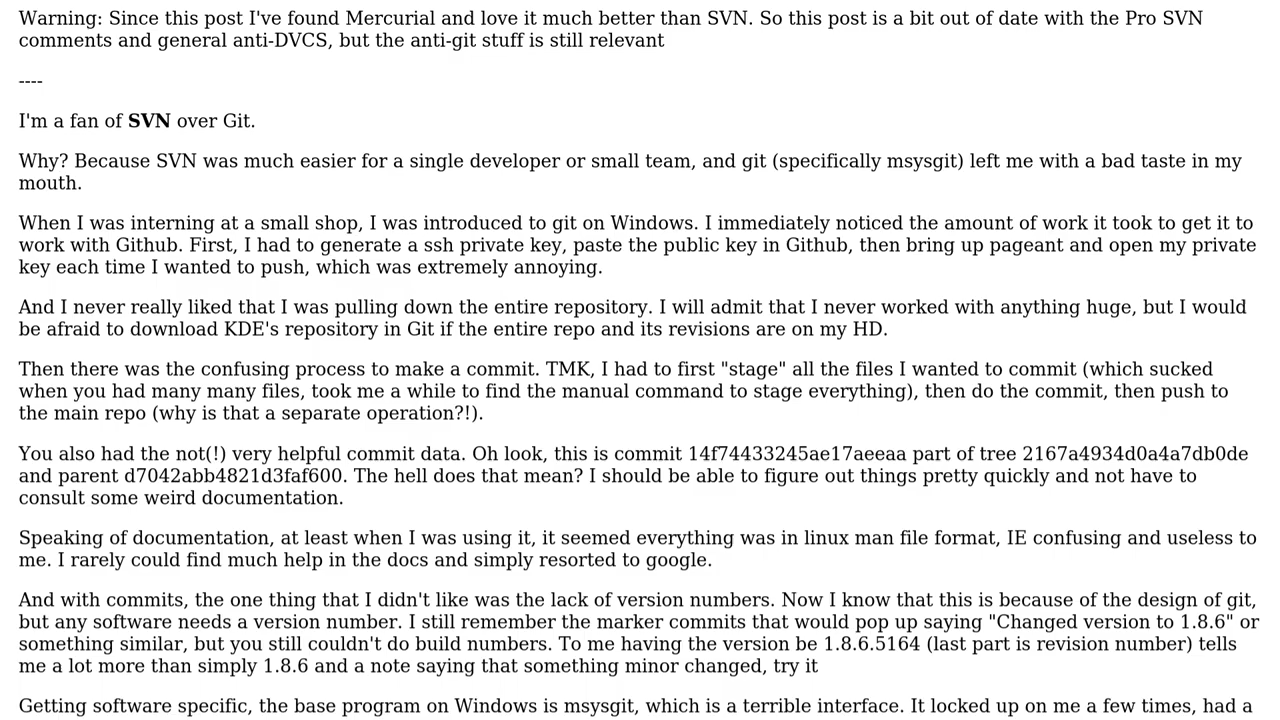 Warning: Since this post I've found Mercurial and love it much better than SVN. So this post is a bit out of date with the Pro SVN
comments and general anti-DVCS, but the anti-git stuff is still relevant
----
I'm a fan of SVN over Git.
Why? Because SVN was much easier for a single developer or small team, and git (specifically msysgit) left me with a bad taste in my
mouth.
When I was interning at a small shop, I was introduced to git on Windows. I immediately noticed the amount of work it took to get it to
work with Github. First, I had to generate a ssh private key, paste the public key in Github, then bring up pageant and open my private
key each time I wanted to push, which was extremely annoying.
And I never really liked that I was pulling down the entire repository. I will admit that I never worked with anything huge, but I would
be afraid to download KDE's repository in Git if the entire repo and its revisions are on my HD.
Then there was the confusing process to make a commit. TMK, I had to first "stage" all the files I wanted to commit (which sucked
when you had many many files, took me a while to find the manual command to stage everything), then do the commit, then push to
the main repo (why is that a separate operation?!).
You also had the not(!) very helpful commit data. Oh look, this is commit 14f74433245ae17aeeaa part of tree 2167a4934d0a4a7db0de
and parent d7042abb4821d3faf600. The hell does that mean? I should be able to figure out things pretty quickly and not have to
consult some weird documentation.
Speaking of documentation, at least when I was using it, it seemed everything was in linux man file format, IE confusing and useless to
me. I rarely could find much help in the docs and simply resorted to google.
And with commits, the one thing that I didn't like was the lack of version numbers. Now I know that this is because of the design of git,
but any software needs a version number. I still remember the marker commits that would pop up saying "Changed version to 1.8.6" or
something similar, but you still couldn't do build numbers. To me having the version be 1.8.6.5164 (last part is revision number) tells
me a lot more than simply 1.8.6 and a note saying that something minor changed, try it
Getting software specific, the base program on Windows is msysgit, which is a terrible interface. It locked up on me a few times, had a